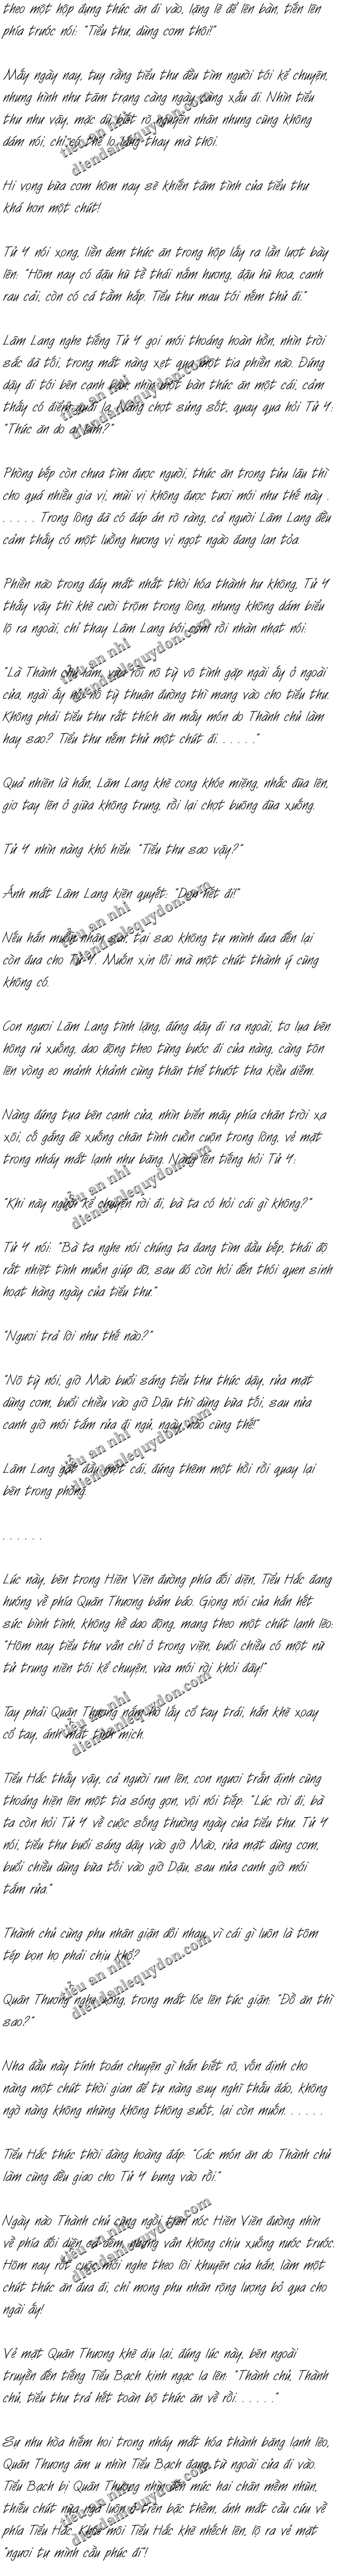 theo một hộp đựng thức ăn đi vào, lặng lẽ để lên bàn, tiến lên
phía trước nói: "Tiểu thư, dùng cơm thôi!"
Mấy ngày nay, tuy rằng tiểu thư đều tìm người tới kể chuyện,
nhưng hình như tâm trạng càng ngày càng xấu đi. Nhìn tiểu
thư như vậy, mặc dù biết rõ nguyên nhân nhưng cũng không
dám nói, chỉ có thể lo lắng thay mà thôi.
Hi vọng bữa cơm hôm nay sẽ khiến tâm tình của tiểu thư
khá hơn một chút!
Tứ Y nói xong, liền đem thức ăn trong hộp lấy ra lần lượt bày
lên: "Hôm nay có đậu hũ tề thái nấm hương, đậu hũ hoa, canh
rau cải, còn có cá tầm hấp. Tiểu thư mau tới nếm thử đi."
Lâm Lang nghe tiếng Tứ Y gọi mới thoáng hoàn hồn, nhìn trời
sắc đã tối, trong mắt nàng xẹt qua một tia phiền não. Đứng
dậy đi tới bên cạnh bàn, nhìn một bàn thức ăn một cái, cảm
thấy có điểm quái lạ. Nàng chợt sửng sốt, quay qua hỏi Tứ Y:
"Thức ăn do ai làm?"
Phòng bếp còn chưa tìm được người, thức ăn trong tửu lâu thì
cho quá nhiều gia vị, mùi vị không được tươi mới như thế này .
. . . . . Trong lòng đã có đáp án rõ ràng, cả người Lâm Lang đều
cảm thấy có một luồng hương vị ngọt ngào đang lan tỏa.
Phiền não trong đáy mắt nhất thời hóa thành hư không, Tứ Y
thấy vậy thì khẽ cười trộm trong lòng, nhưng không dám biểu
lộ ra ngoài, chỉ thay Lâm Lang bới cơm rồi nhàn nhạt nói:
"Là Thành chủ làm, vừa rồi nô tỳ vô tình gặp ngài ấy ở ngoài
cửa, ngài ấy nói nô tỳ thuận đường thì mang vào cho tiểu thư.
Không phải tiểu thư rất thích ăn mấy món do Thành chủ làm
hay sao? Tiểu thư nếm thử một chút đi. . . . . ."
Quả nhiên là hắn, Lâm Lang khẽ cong khóe miệng, nhấc đũa lên,
giơ tay lên ở giữa không trung, rồi lại chợt buông đũa xuống.
Tứ Y nhìn nàng khó hiểu: "Tiểu thư sao vậy?"
Ánh mắt Lâm Lang kiên quyết: "Dọn hết đi!"
Nếu hắn muốn nhận sai, tại sao không tự mình đưa đến lại
còn đưa cho Tứ Y. Muốn xin lỗi mà một chút thành ý cũng
không có.
Con ngươi Lâm Lang tĩnh lặng, đứng dậy đi ra ngoài, tơ lụa bên
hông rủ xuống, dao động theo từng bước đi của nàng, càng tôn
lên vòng eo mảnh khảnh cùng thân thể thướt tha kiều diễm.
Nàng đứng tựa bên cạnh cửa, nhìn biển mây phía chân trời xa
xôi, cố gắng đè xuống chân tình cuồn cuộn trong lòng, vẻ mặt
trong nháy mắt lạnh như băng. Nàng lên tiếng hỏi Tứ Y:
"Khi nãy người kể chuyện rời đi, bà ta có hỏi cái gì không?"
Tứ Y nói: "Bà ta nghe nói chúng ta đang tìm đầu bếp, thái độ
rất nhiệt tình muốn giúp đỡ, sau đó còn hỏi đến thói quen sinh
hoạt hàng ngày của tiểu thư."
"Ngươi trả lời như thế nào?"
"Nô tỳ nói, giờ Mão buổi sáng tiểu thư thức dậy, rửa mặt
dùng cơm, buổi chiều vào giờ Dậu thì dùng bữa tối, sau nửa
canh giờ mới tắm rửa đi ngủ, ngày nào cũng thế!"
Lâm Lang gật đầu một cái, đứng thêm một hồi rồi quay lại
bên trong phòng.
. . . . . .
Lúc này, bên trong Hiên Viên đường phía đối diện, Tiểu Hắc đang
hướng về phía Quân Thương bẩm báo. Giọng nói của hắn hết
sức bình tĩnh, không hề dao động, mang theo một chút lạnh lẽo:
"Hôm nay tiểu thư vẫn chỉ ở trong viện, buổi chiều có một nữ
tử trung niên tới kể chuyện, vừa mới rời khỏi đây!"
Tay phải Quân Thương nắm hờ lấy cổ tay trái, hắn khẽ xoay
cổ tay, ánh mắt tĩnh mịch.
Tiểu Hắc thấy vậy, cả người run lên, con ngươi trấn định cũng
thoáng hiện lên một tia sóng gợn, vội nói tiếp: "Lúc rời đi, bà
ta còn hỏi Tứ Y về cuộc sống thường ngày của tiểu thư. Tứ Y
nói, tiểu thư buổi sáng dậy vào giờ Mão, rửa mặt dùng cơm,
buổi chiều dùng bữa tối vào giờ Dậu, sau nửa canh giờ mới
tắm rửa."
Thành chủ cùng phu nhân giận dỗi nhau, vì cái gì luôn là tôm
tép bọn họ phải chịu khổ?
Quân Thương nghe xong, trong mắt lóe lên tức giận: "Đồ ăn thì
sao?"
Nha đầu này tính toán chuyện gì hắn biết rõ, vốn định cho
nàng một chút thời gian để tự nàng suy nghĩ thấu đáo, không
ngờ nàng không những không thông suốt, lại còn muốn. . . . . .
Tiểu Hắc thức thời đàng hoàng đáp: "Các món ăn do Thành chủ
làm cũng đều giao cho Tứ Y bưng vào rồi."
Ngày nào Thành chủ cũng ngồi trên nóc Hiên Viên đường nhìn
về phía đối diện cả đêm, nhưng vẫn không chịu xuống nước trước.
Hôm nay rốt cuộc mới nghe theo lời khuyên của hắn, làm một
chút thức ăn đưa đi, chỉ mong phu nhân rộng lượng bỏ qua cho
ngài ấy!
Vẻ mặt Quân Thương khẽ dịu lại, đúng lúc này, bên ngoài
truyền đến tiếng Tiểu Bạch kinh ngạc la lên: "Thành chủ, Thành
chủ, tiểu thư trả hết toàn bộ thức ăn về rồi. . . . . ."
Sự nhu hòa hiếm hoi trong nháy mắt hóa thành băng lạnh lẽo,
Quân Thương âm u nhìn Tiểu Bạch đang từ ngoài cửa đi vào.
Tiểu Bạch bị Quân Thương nhìn đến mức hai chân mềm nhũn,
thiếu chút nữa ngã luôn ở trên bậc thềm, ánh mắt cầu cứu về
phía Tiểu Hắc. Khóe môi Tiểu Hắc khẽ nhếch lên, lộ ra vẻ mặt
"ngươi tự mình cầu phúc đi"!
tiểu an nhi
diendanlequydon.com